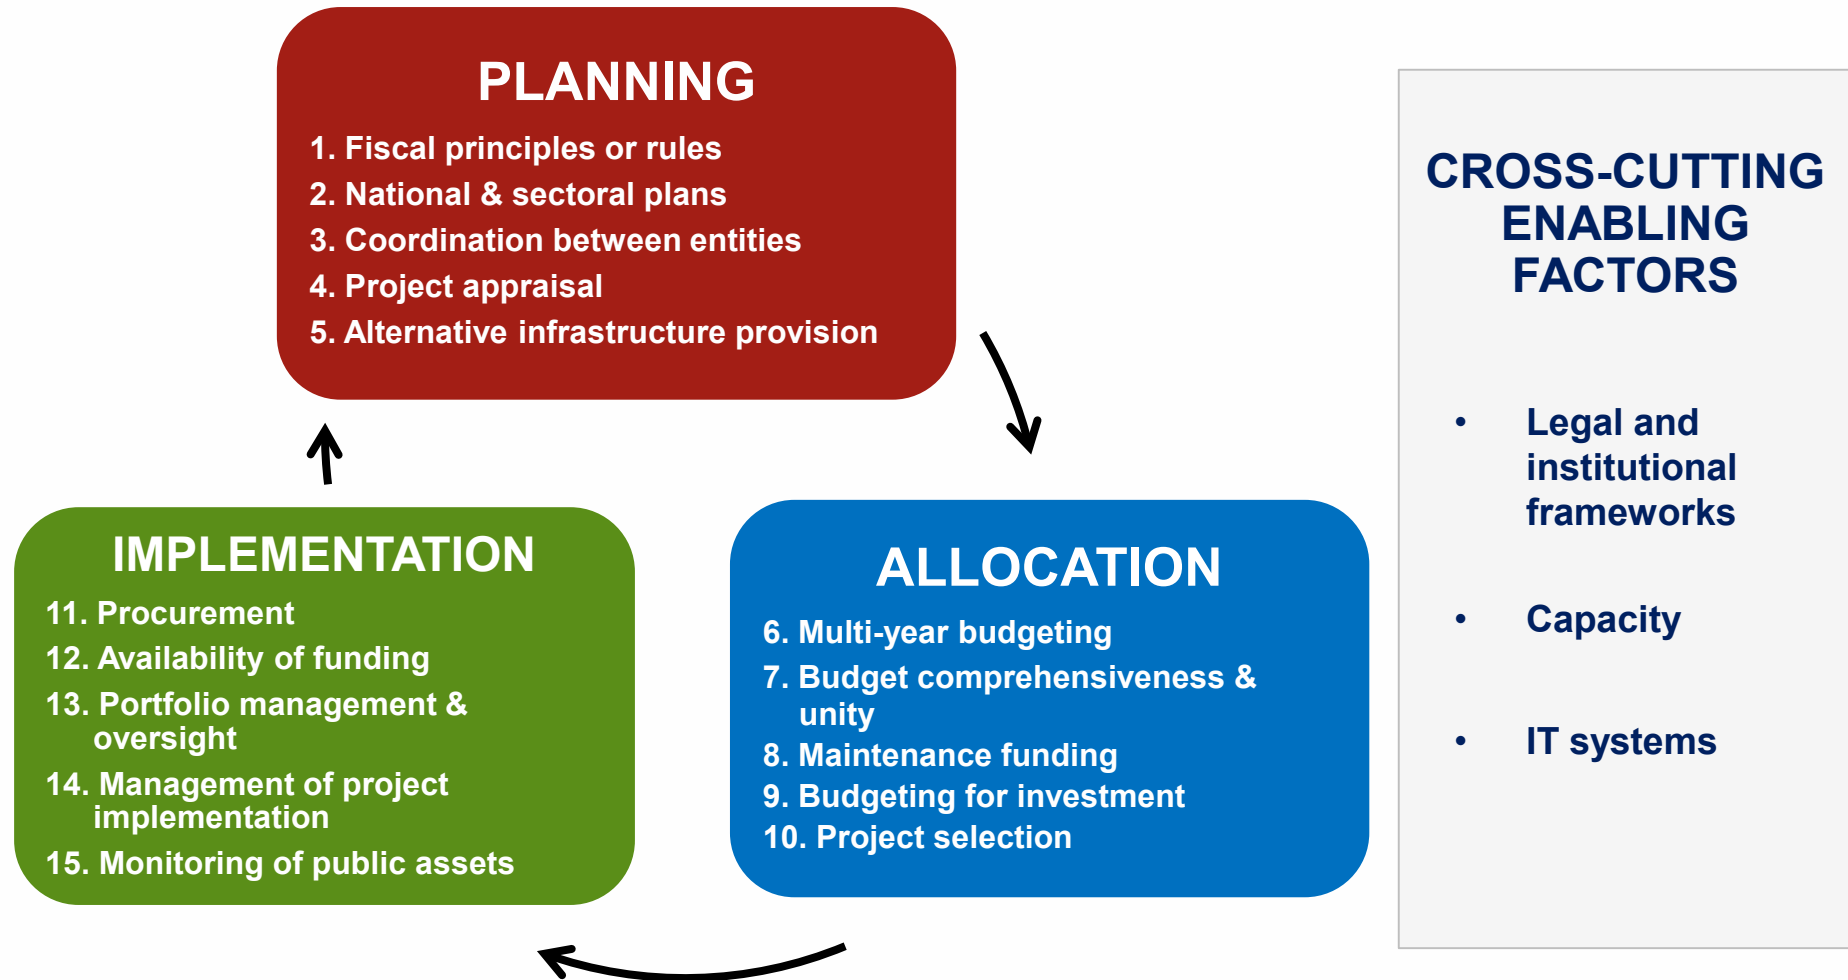 PLANNING
1. Fiscal principles or rules
2. National & sectoral plans
3. Coordination between entities
4. Project appraisal
5. Alternative infrastructure provision
IMPLEMENTATION
11. Procurement
12. Availability of funding
13. Portfolio management &
oversight
14. Management of project
implementation
15. Monitoring of public assets
ALLOCATION
6. Multi-year budgeting
7. Budget comprehensiveness &
unity
8. Maintenance funding
9. Budgeting for investment
10. Project selection
CROSS-CUTTING
ENABLING
FACTORS
• Legal and
institutional
frameworks
• Capacity
• IT systems